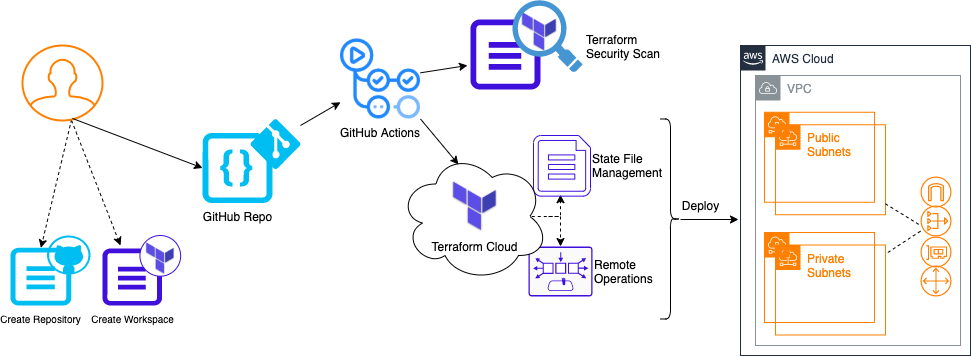 Terraform
Security Scan
GitHub Actions
GitHub Repo
Create Repository
Create Workspace
Terraform Cloud
State File
Management
Remote
Operations
Deploy
aws
AWS Cloud
VPC
Public
Subnets
Private
Subnets